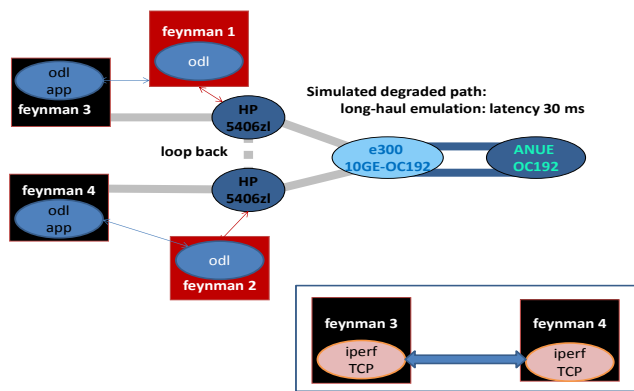 feynman 1
odl
odl
app
feynman 3
HP
5406zl
Simulated degraded path:
long-haul emulation: latency 30 ms
loop back
e300
10GE-OC192
ANUE
OC192
HP
5406zl
feynman 4
odl
app
odl
feynman 2
feynman 3
iperf
TCP
feynman 4
iperf
TCP